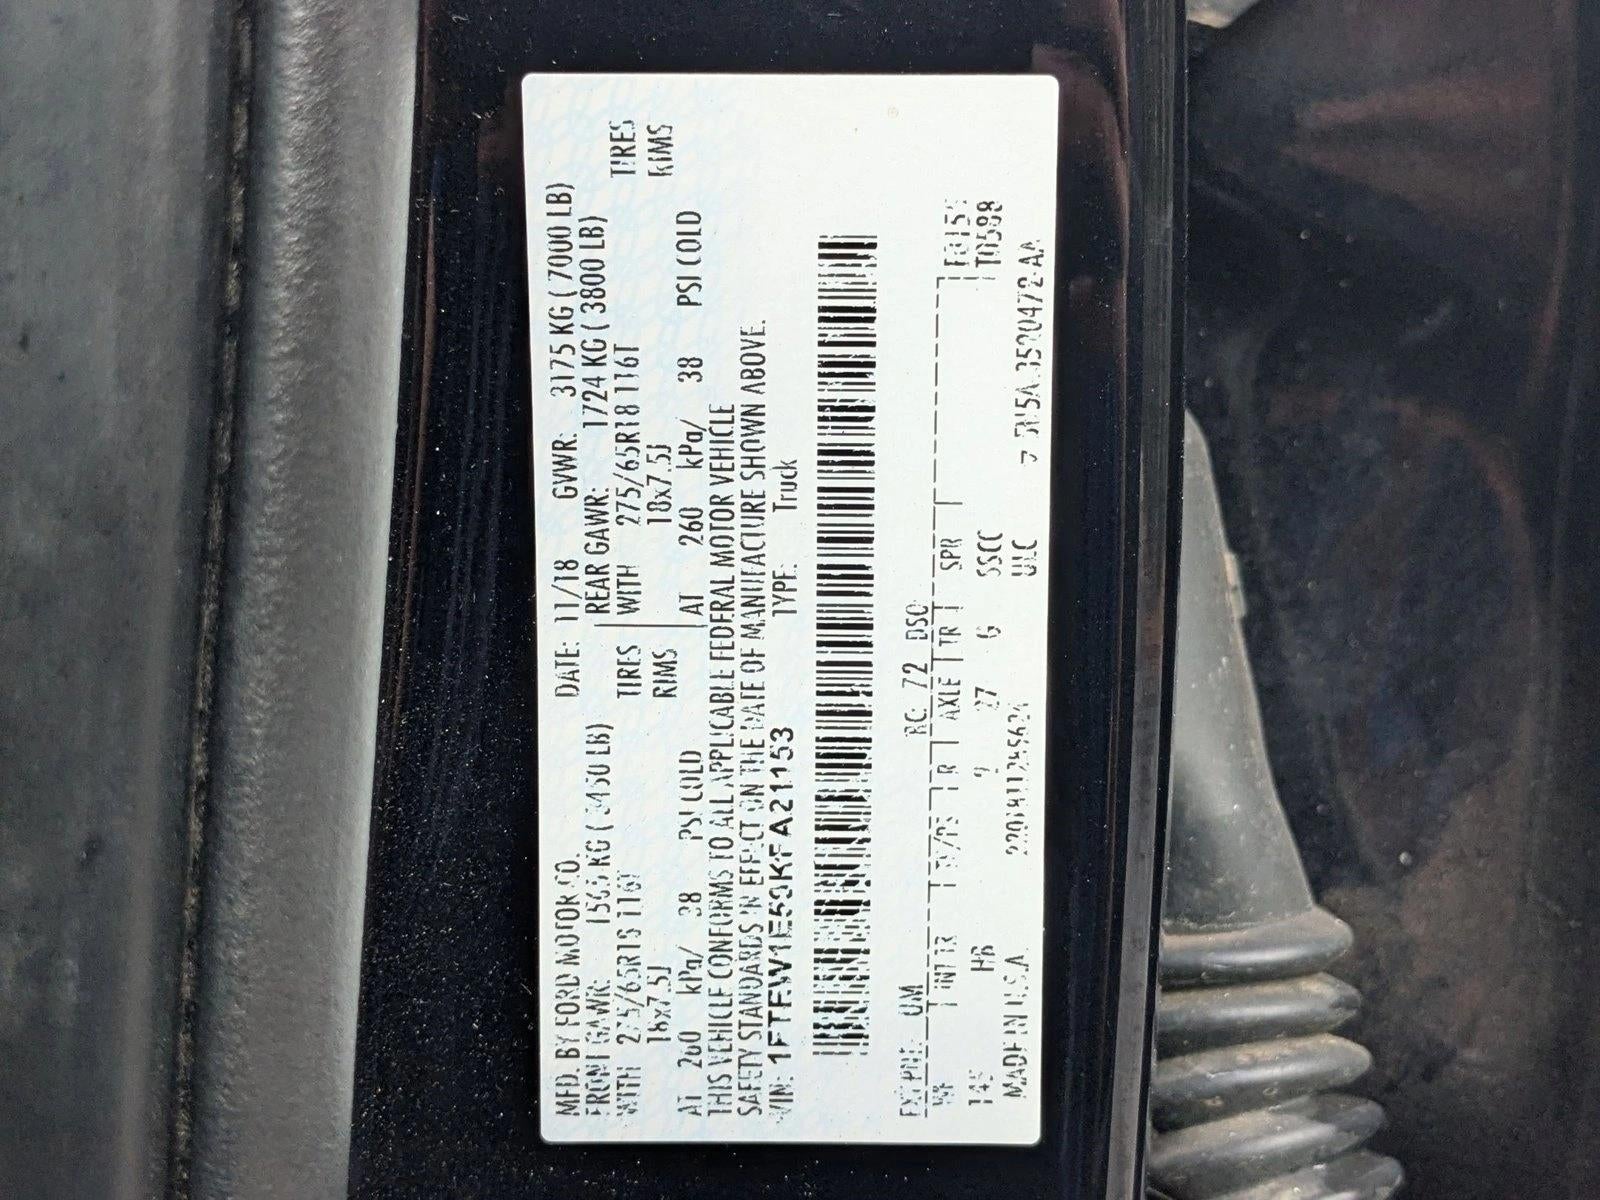 MFD. BY FORD MOTOR CO.
DATE: 11/18 GVWR: 3175 KG ( 7000 LB)
FRONT GAWR: KG ( 3450 LB)
REAR GAWR: 1724 KG ( 3800 LB)
WITH 275/65R18 116T TIRES
WITH 275/65R18 116T TIRES
18x7.5J RIMS
18x7.5J RIMS
AT 260 kPa/ 38 PSI COLD
AT 260 kPa/ 38 PSI COLD
THIS VEHICLE CONFORMS TO ALL APPLICABLE FEDERAL MOTOR VEHICLE
SAFETY STANDARDS IN EFFECT ON THE DATE OF MANUFACTURE SHOWN ABOVE.
VIN: TYPE: Truck
EXT PNT: UM RC: 72 DSO:
WB INT TR TP/PS R AXLE TR SPR
145 HB 9 27 G SSCC T0588
MADE IN U.S.A. ULC